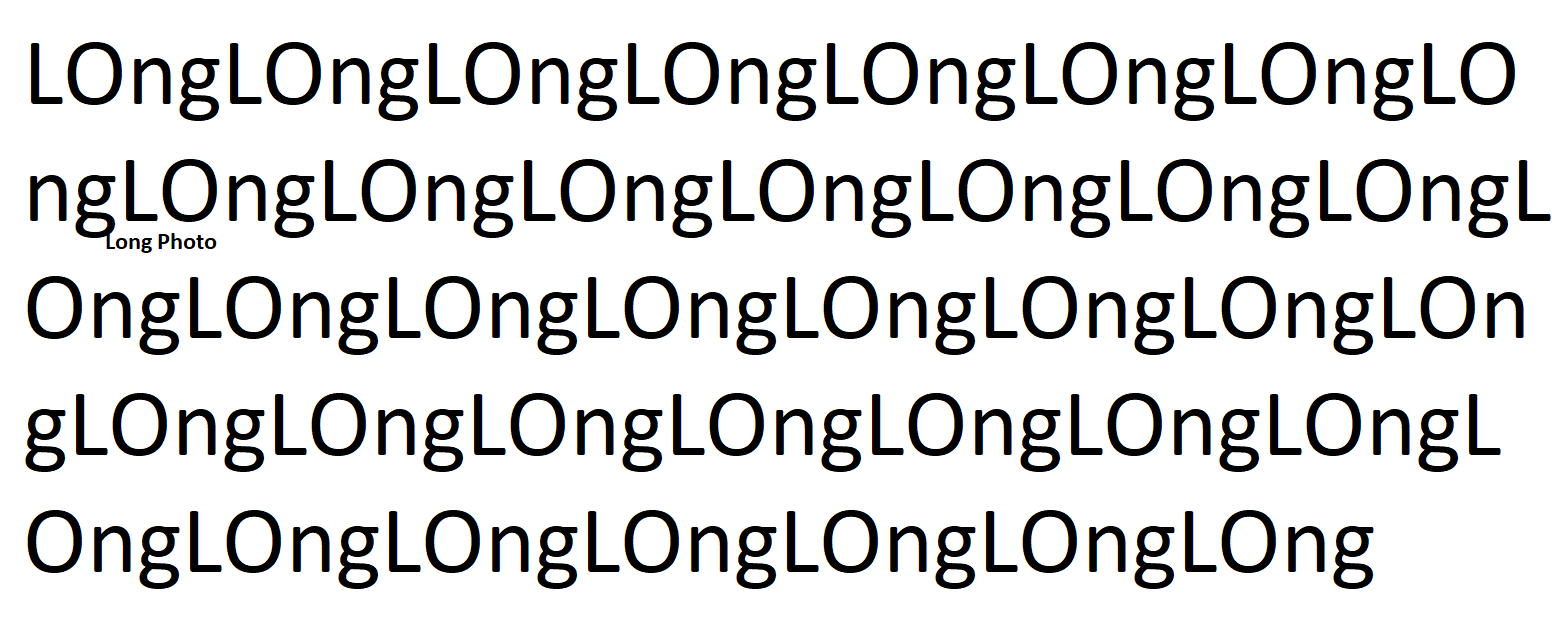 LOngLOngLOngLOngLOngLOngLOngLO
ngLOngLOngLOngLOngLOngLOngLOngL
Long Photo
OngLOngLOngLOngLOngLOngLOngLOn
gLOngLOngLOngLOngLOngLOngLOngL
OngLOngLOngLOngLOngLOngLOng